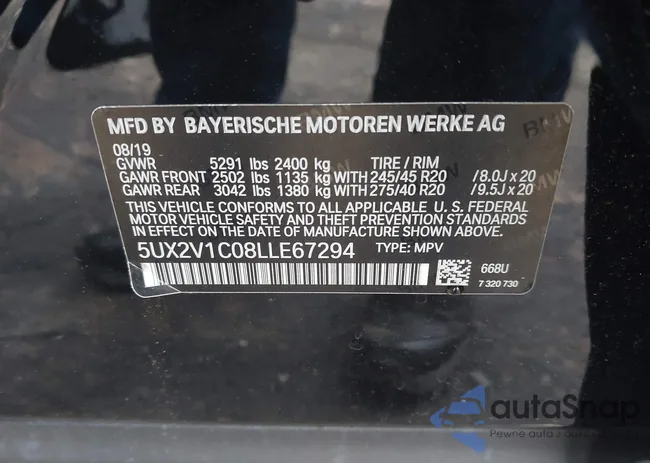 MFD BY BAYERISCHE MOTOREN WERKE AG
08/19
GVWR 5291 lbs 2400 kg TIRE / RIM
GAWR FRONT 2502 lbs 1135 kg WITH 245/45 R20 /8.0J x 20
GAWR REAR 3042 lbs 1380 kg WITH 275/40 R20 /9.5J x 20
THIS VEHICLE CONFORMS TO ALL APPLICABLE U. S. FEDERAL
MOTOR VEHICLE SAFETY AND THEFT PREVENTION STANDARDS
IN EFFECT ON THE DATE OF MANUFACTURE SHOWN ABOVE.
5UX2V1C08LLE67294 TYPE: MPV
668U
7 320 730
autaSnap
Pewne auta z